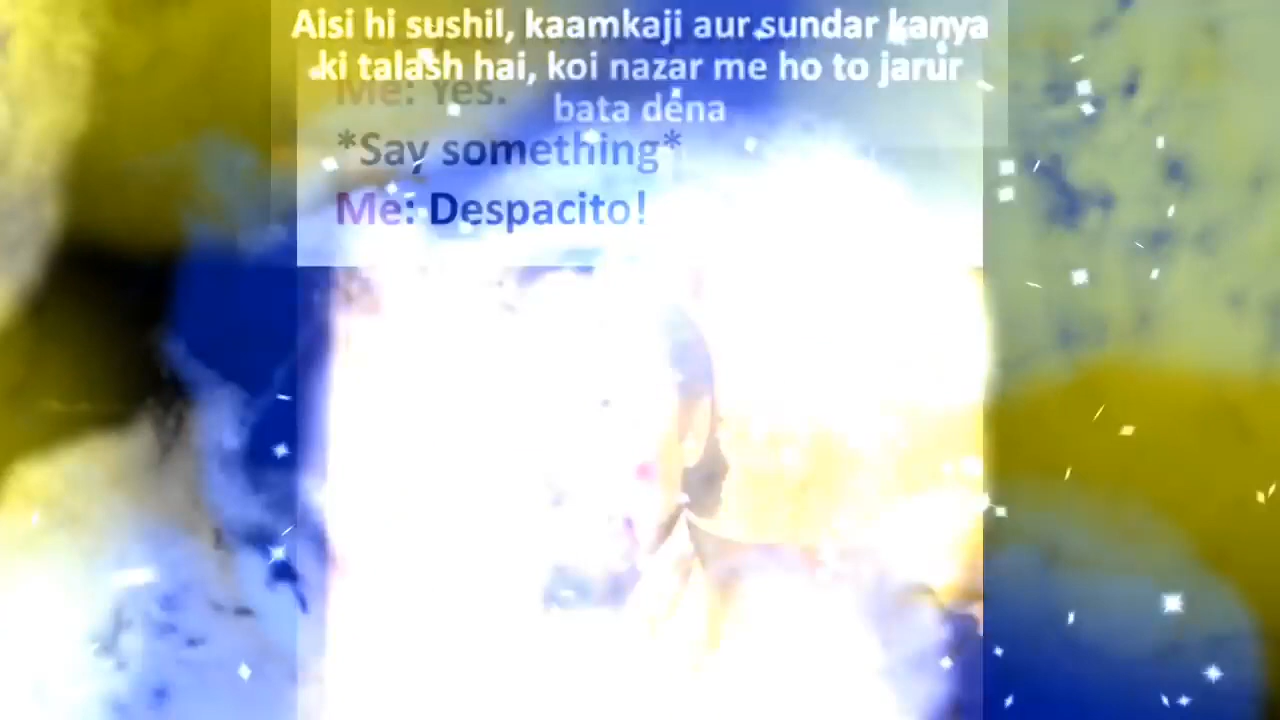 Aisi hi sushil, kaamkaji aur sundar kanya
ki talash hai, koi nazar me ho to jarur
bata dena
Me: Yes.
*Say something*
Me: Despacito!